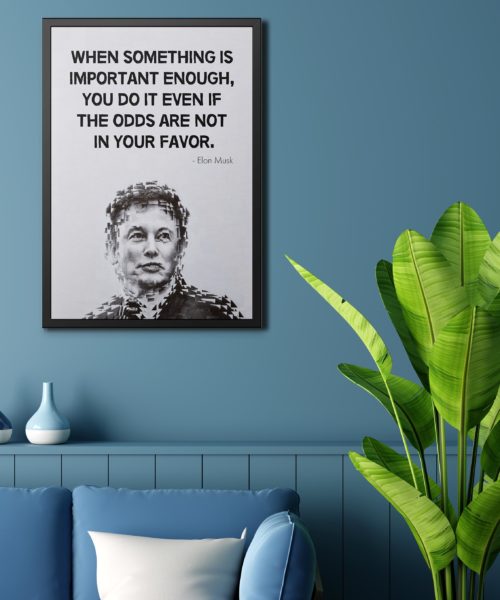 WHEN SOMETHING IS
IMPORTANT ENOUGH,
YOU DO IT EVEN IF
THE ODDS ARE NOT
IN YOUR FAVOR.
- Elon Musk